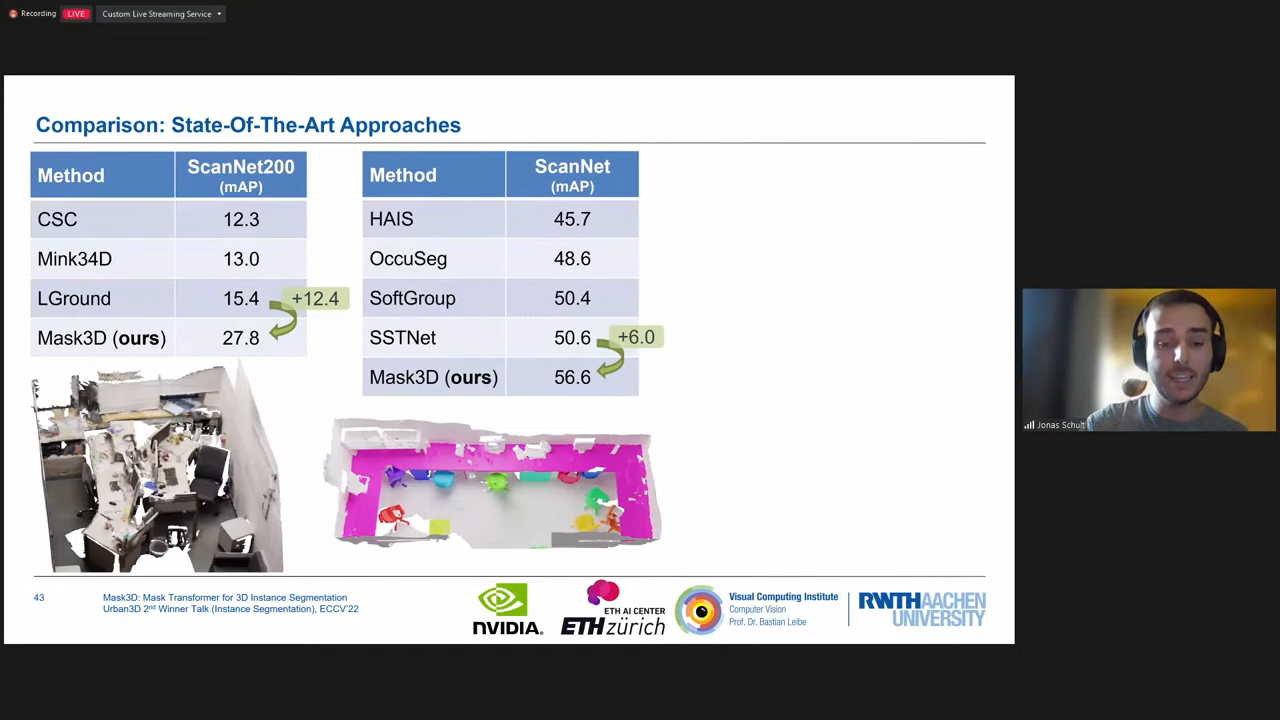 Recording LIVE Custom Live Streaming Service
Comparison: State-Of-The-Art Approaches
Method ScanNet200 (mAP)
CSC 12.3
Mink34D 13.0
LGround 15.4 +12.4
Mask3D (ours) 27.8
Method ScanNet (mAP)
HAIS 45.7
OccuSeg 48.6
SoftGroup 50.4
SSTNet 50.6 +6.0
Mask3D (ours) 56.6
Jonas Schult
43
Mask3D: Mask Transformer for 3D Instance Segmentation
Urban3D 2nd Winner Talk (Instance Segmentation), ECCV'22
NVIDIA.
ETH AI CENTER
ETH zürich
Visual Computing Institute
Computer Vision
Prof. Dr. Bastian Leibe
RWTH AACHEN
UNIVERSITY